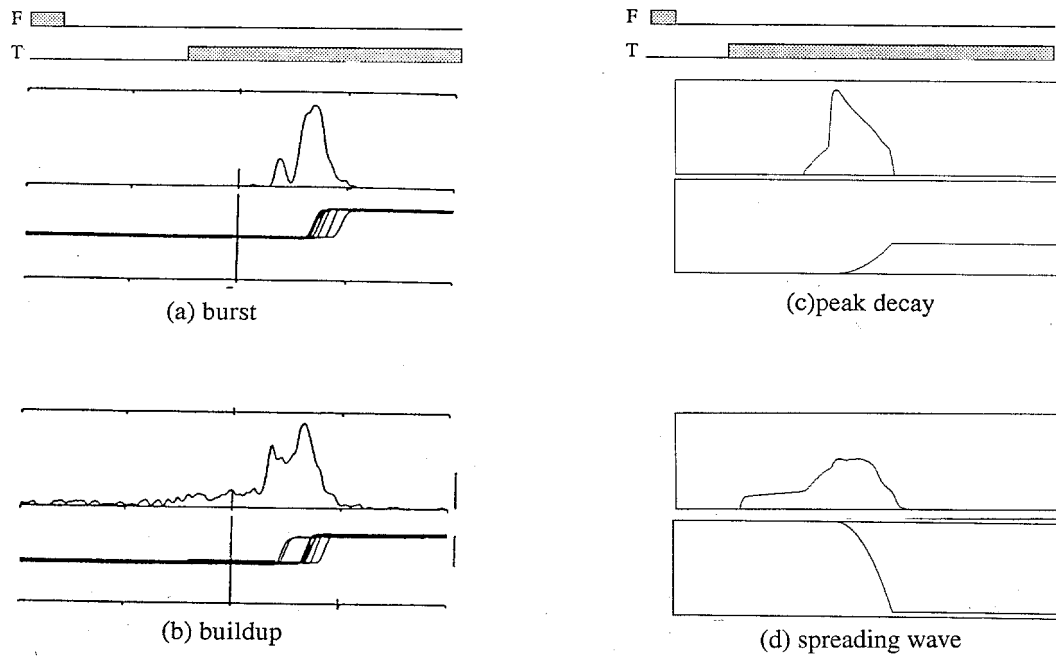 F
T
(a) burst
(b) buildup
F
T
(c)peak decay
(d) spreading wave